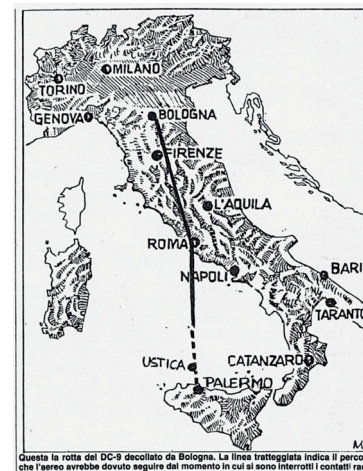 MILANO
TORINO
GENOVA
BOLOGNA
FIRENZE
L'AQUILA
ROMA
NAPOLI
BARI
TARANTO
USTICA
CATANZARO
PALERMO
M
Questa la rotta del DC-9 decollato da Bologna. La linea tratteggiata indica il perco
che l'aereo avrebbe dovuto seguire dal momento in cui si sono interrotti i contatti